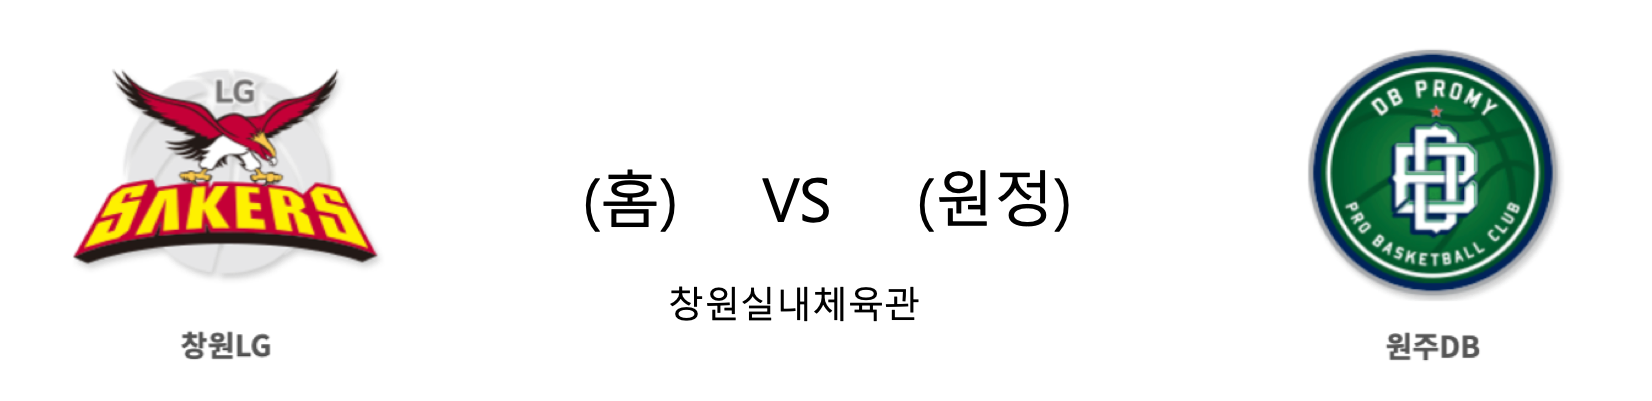 LG
SAKERS
창원LG
(홈) VS (원정)
창원실내체육관
DB PROMY
DB
PRO BASKETBALL CLUB
원주DB